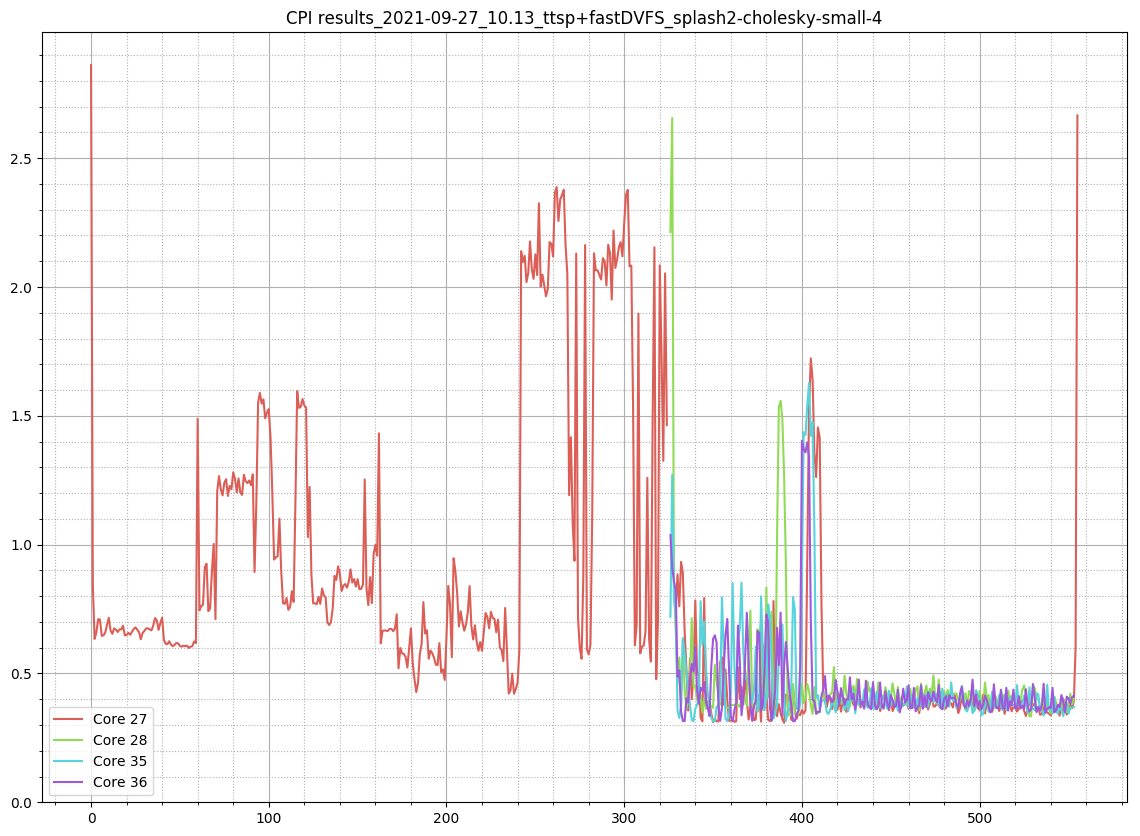 CPI results_2021-09-27_10.13_ttsp+fastDVFS_splash2-cholesky-small-4
2.5
2.0
1.5
1.0
0.5
0.0
Core 27
Core 28
Core 35
Core 36
0 100 200 300 400 500